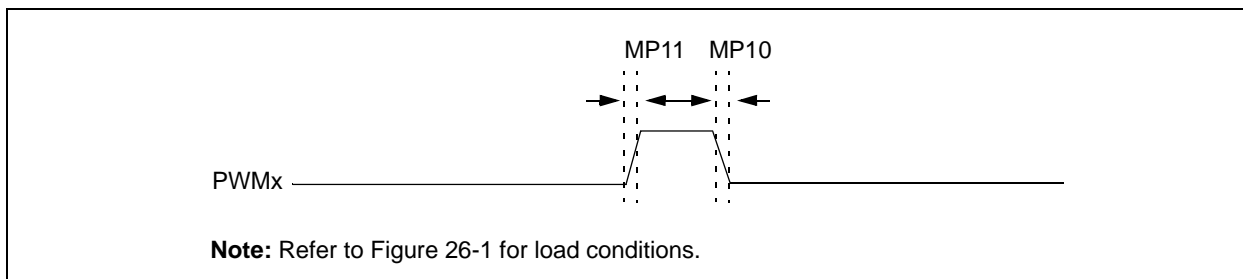 MP11 MP10
PWMx
Note: Refer to Figure 26-1 for load conditions.